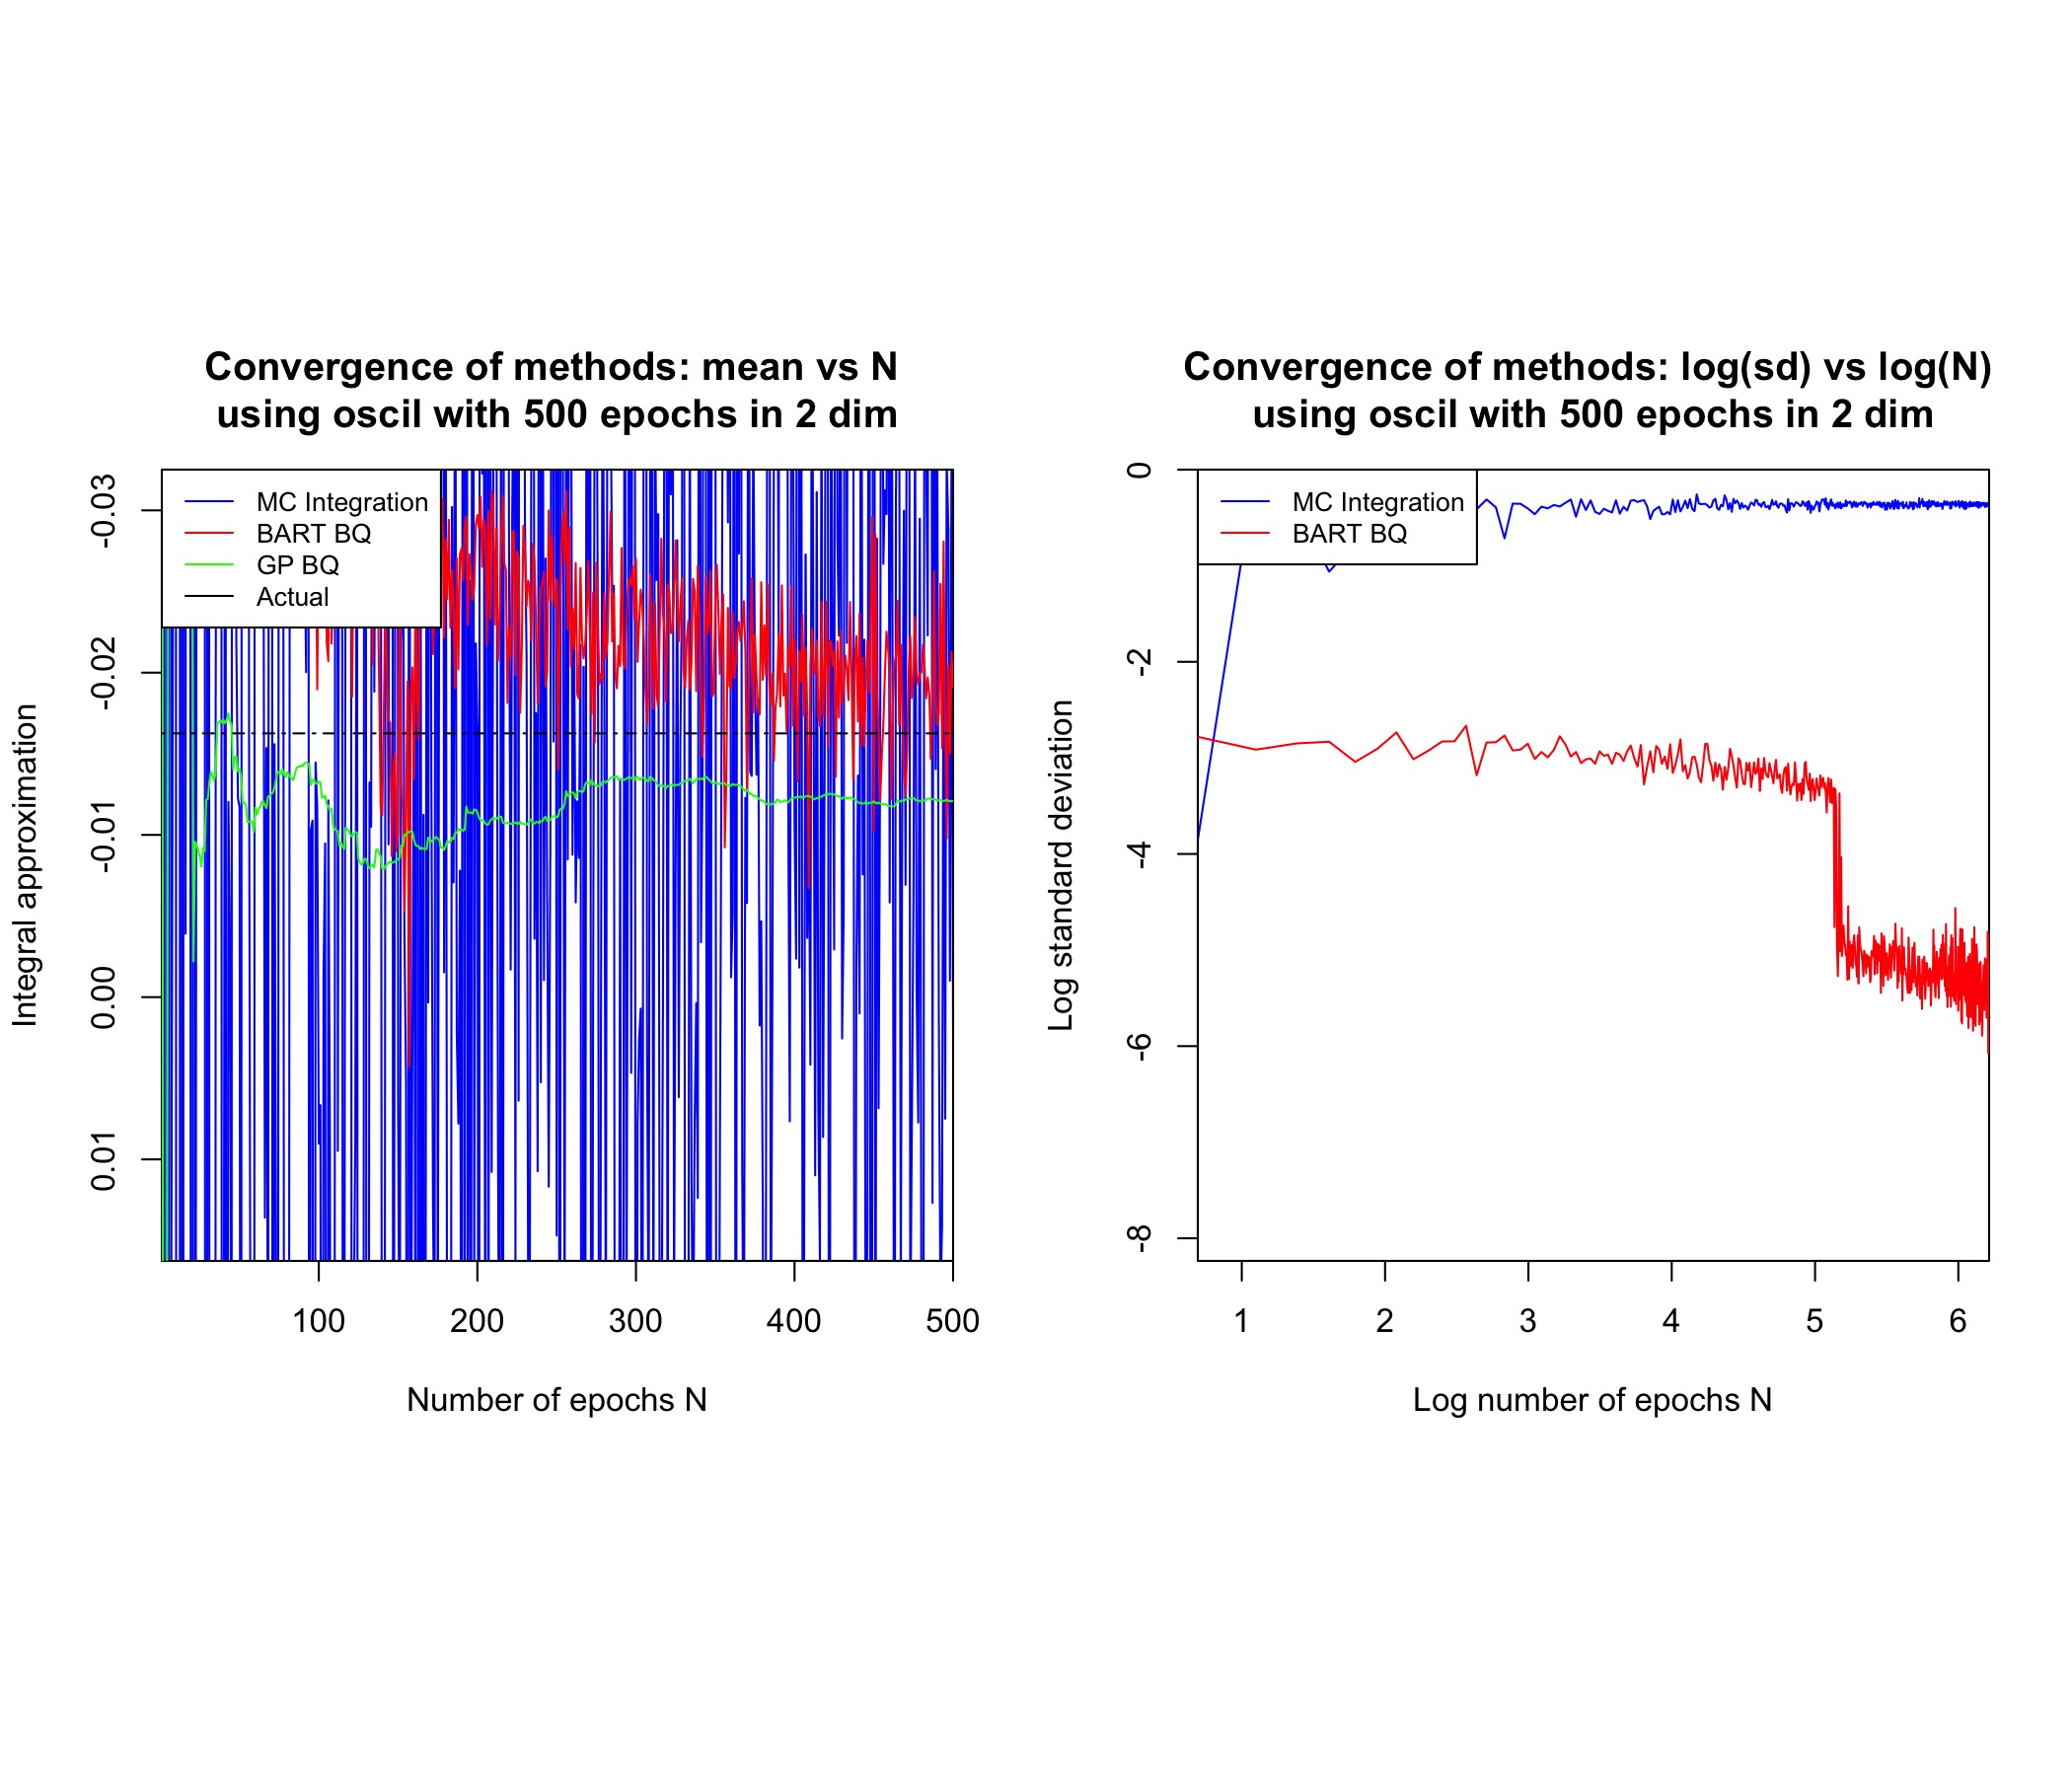 Convergence of methods: mean vs N
using oscil with 500 epochs in 2 dim
Integral approximation
-0.03
-0.02
-0.01
0.00
0.01
MC Integration
BART BQ
GP BQ
Actual
100 200 300 400 500
Number of epochs N
Convergence of methods: log(sd) vs log(N)
using oscil with 500 epochs in 2 dim
Log standard deviation
0
-2
-4
-6
-8
MC Integration
BART BQ
1 2 3 4 5 6
Log number of epochs N